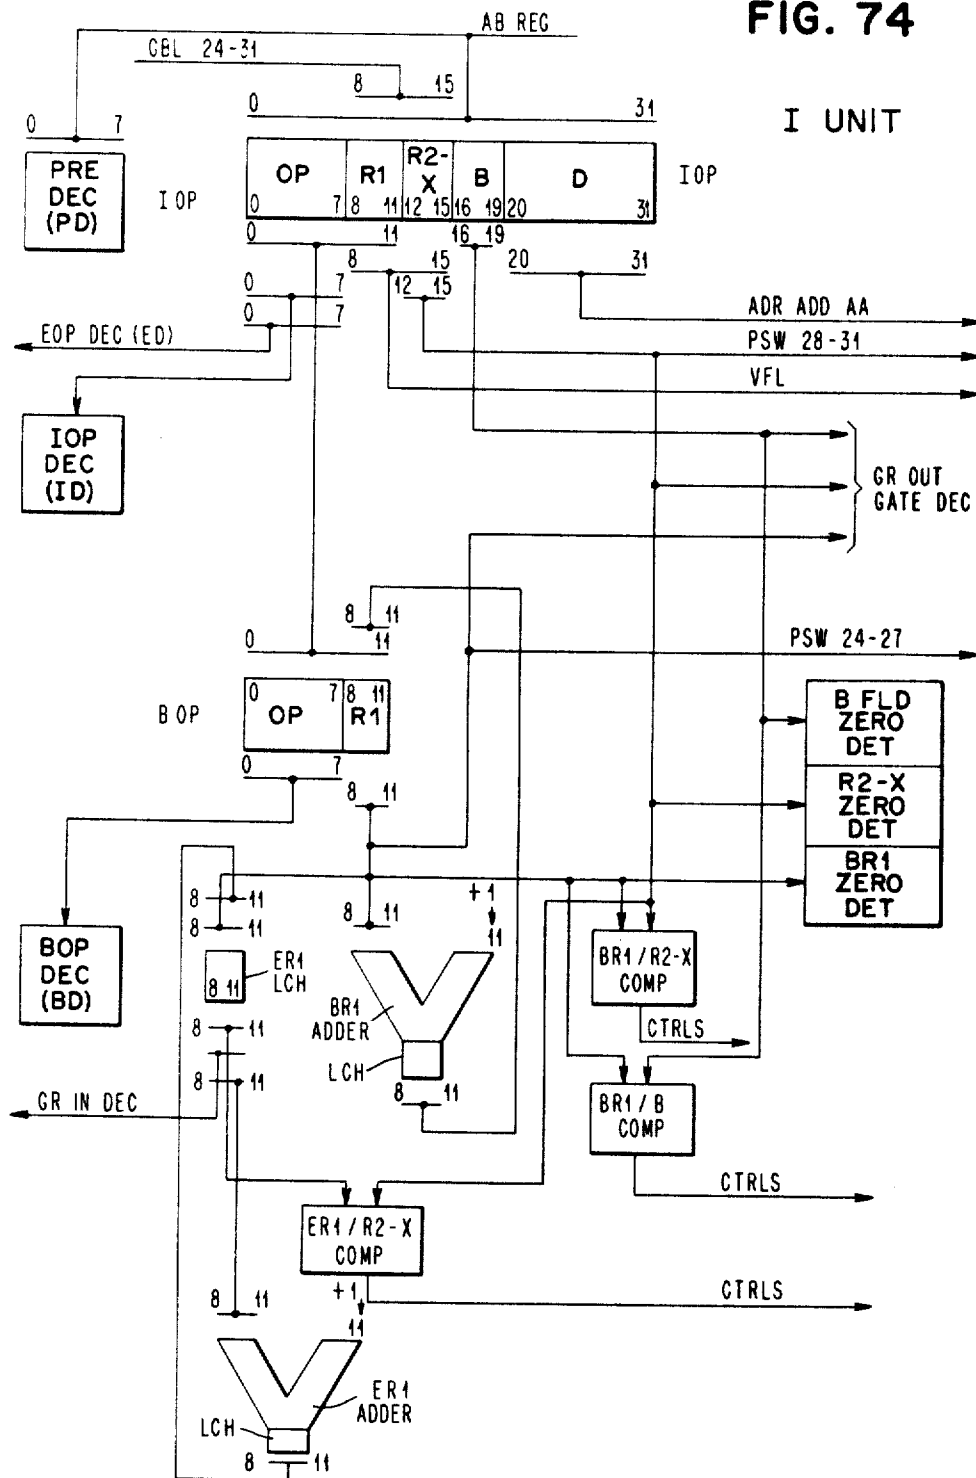 FIG. 74
AB REG
CBL 24-31
8 15
0 31
I UNIT
0 7
PRE
DEC
(PD)
IOP
OP R1 R2-
X B D
0 7 8 11 12 15 16 19 20 31
IOP
0 11
16 19
8 15
20 31
0 7
12 15
0 7
ADR ADD AA
EOP DEC (ED)
PSW 28-31
VFL
IOP
DEC
(ID)
GR OUT
GATE DEC
8 11
0 11
PSW 24-27
BOP
0 7 8 11
OP R1
B FLD
ZERO
DET
R2-X
ZERO
DET
BR1
ZERO
DET
0 7
8 11
8 11
8 11
8 11
+1
11
BOP
DEC
(BD)
8 11
ER1
LCH
BR1
ADDER
LCH
BR1/R2-X
COMP
CTRLS
8 11
8 11
8 11
GR IN DEC
BR1/B
COMP
CTRLS
ER1/R2-X
COMP
CTRLS
8 11
+1
11
ER1
ADDER
LCH
8 11